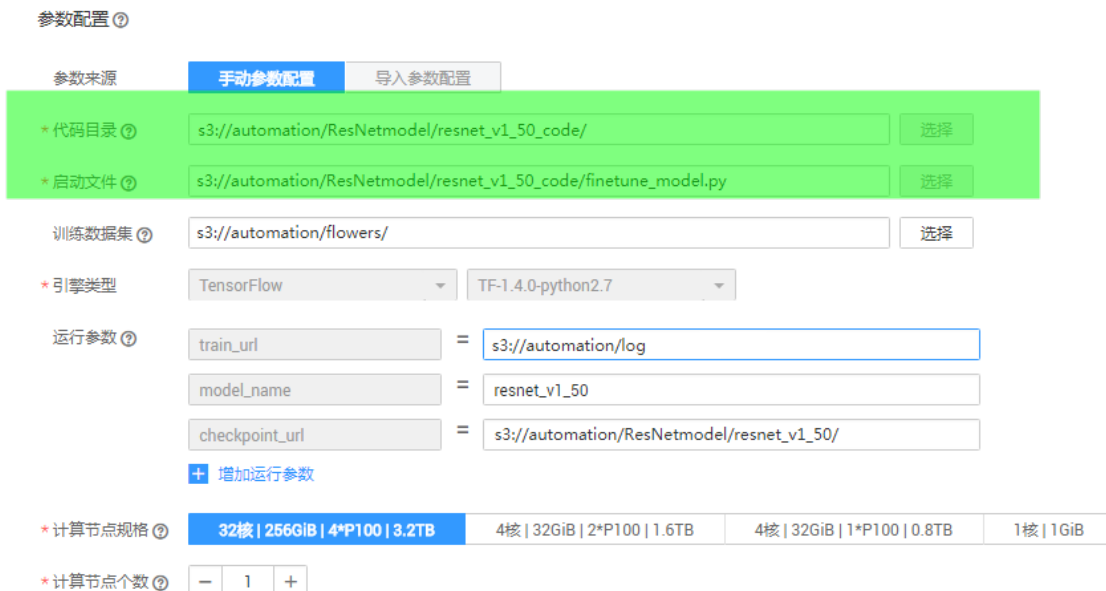 参数配置
参数来源 手动参数配置 导入参数配置
*代码目录 s3://automation/ResNetmodel/resnet_v1_50_code/ 选择
*启动文件 s3://automation/ResNetmodel/resnet_v1_50_code/finetune_model.py 选择
训练数据集 s3://automation/flowers/ 选择
*引擎类型 TensorFlow TF-1.4.0-python2.7
运行参数 train_url = s3://automation/log
model_name = resnet_v1_50
checkpoint_url = s3://automation/ResNetmodel/resnet_v1_50/
+ 增加运行参数
*计算节点规格 32核 | 256GiB | 4*P100 | 3.2TB 4核 | 32GiB | 2*P100 | 1.6TB 4核 | 32GiB | 1*P100 | 0.8TB 1核 | 1GiB
*计算节点个数 − 1 +